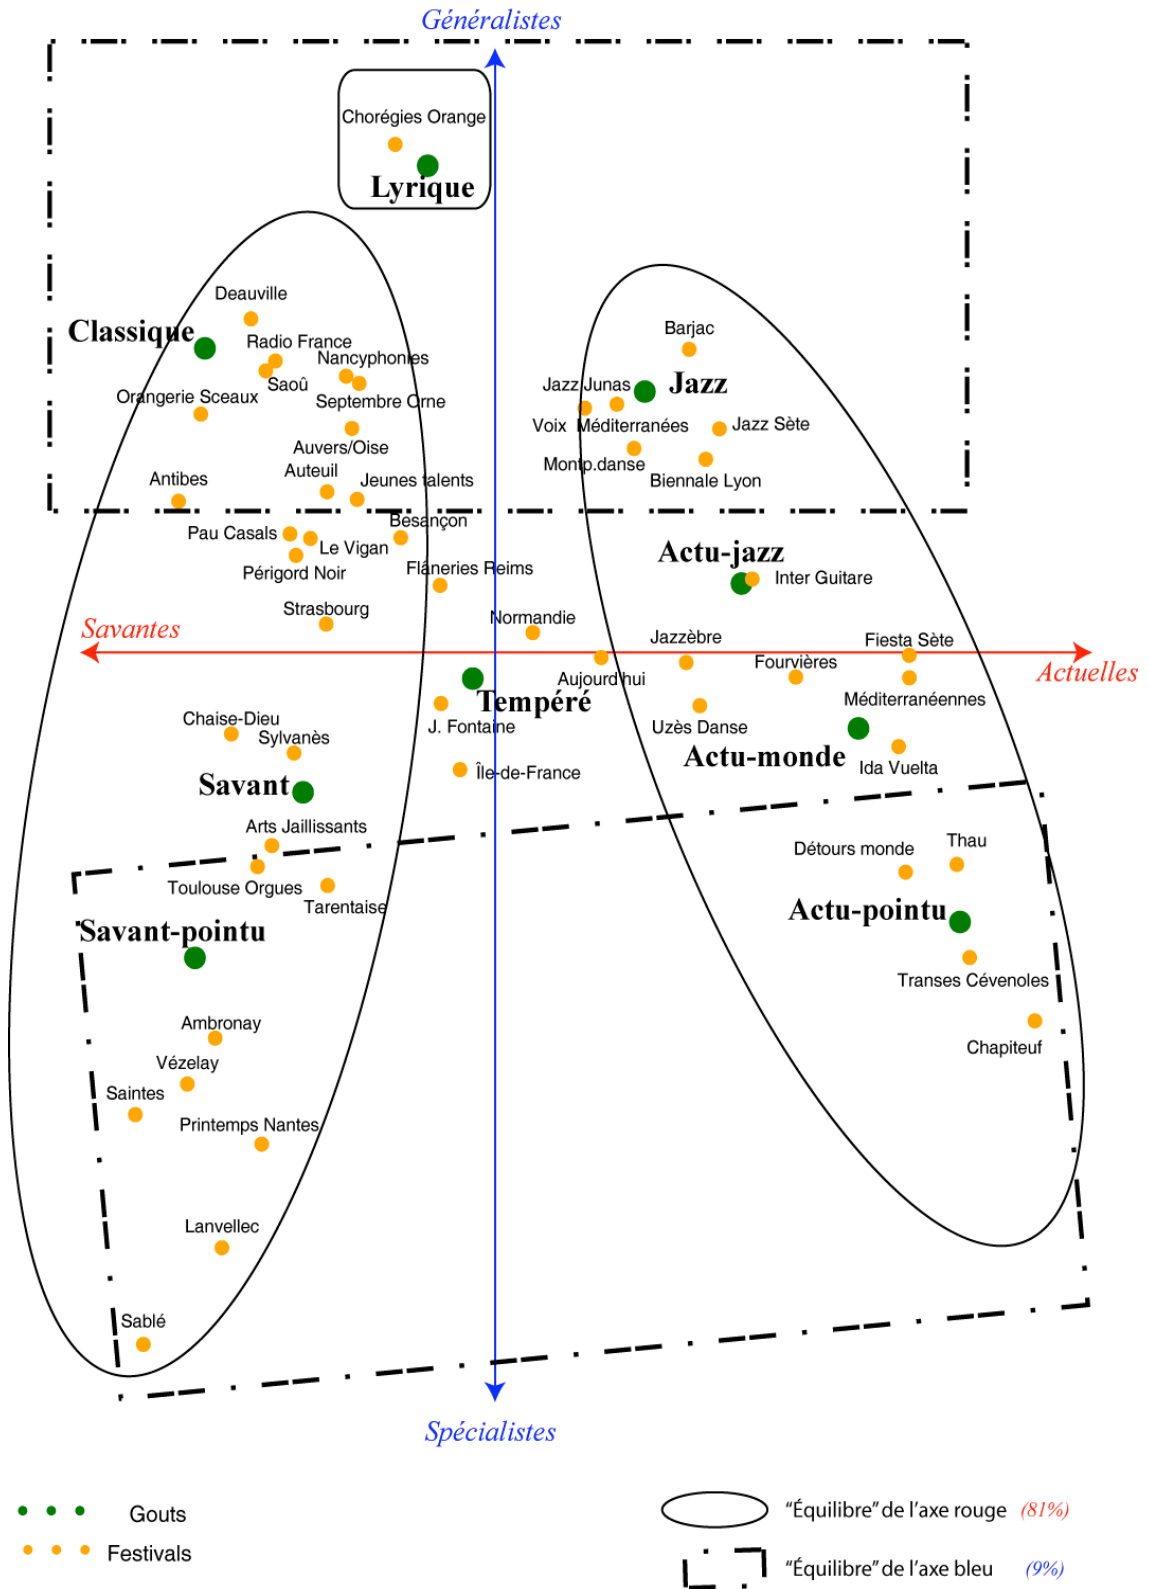 Généralistes
Chorégies Orange
Lyrique
Deauville
Classique
Radio France
Barjac
Nancyphonies
Saoû
Jazz Junas
Jazz
Orangerie Sceaux
Septembre Orne
Voix Méditerranées
Jazz Sète
Auvers/Oise
Montp.danse
Auteuil
Biennale Lyon
Antibes
Jeunes talents
Besançon
Pau Casals
Le Vigan
Actu-jazz
Périgord Noir
Flâneries Reims
Inter Guitare
Strasbourg
Normandie
Savantes
Jazzèbre
Fiesta Sète
Fourvières
Actuelles
Aujourd'hui
Tempéré
Méditerranéennes
Chaise-Dieu
J. Fontaine
Uzès Danse
Sylvanès
Actu-monde
Ida Vuelta
Savant
Île-de-France
Arts Jaillissants
Détours monde
Thau
Toulouse Orgues
Tarentaise
Actu-pointu
Savant-pointu
Transes Cévenoles
Ambronay
Chapiteuf
Vézelay
Saintes
Printemps Nantes
Lanvellec
Sablé
Spécialistes
Gouts
“Équilibre” de l’axe rouge (81%)
Festivals
“Équilibre” de l’axe bleu (9%)